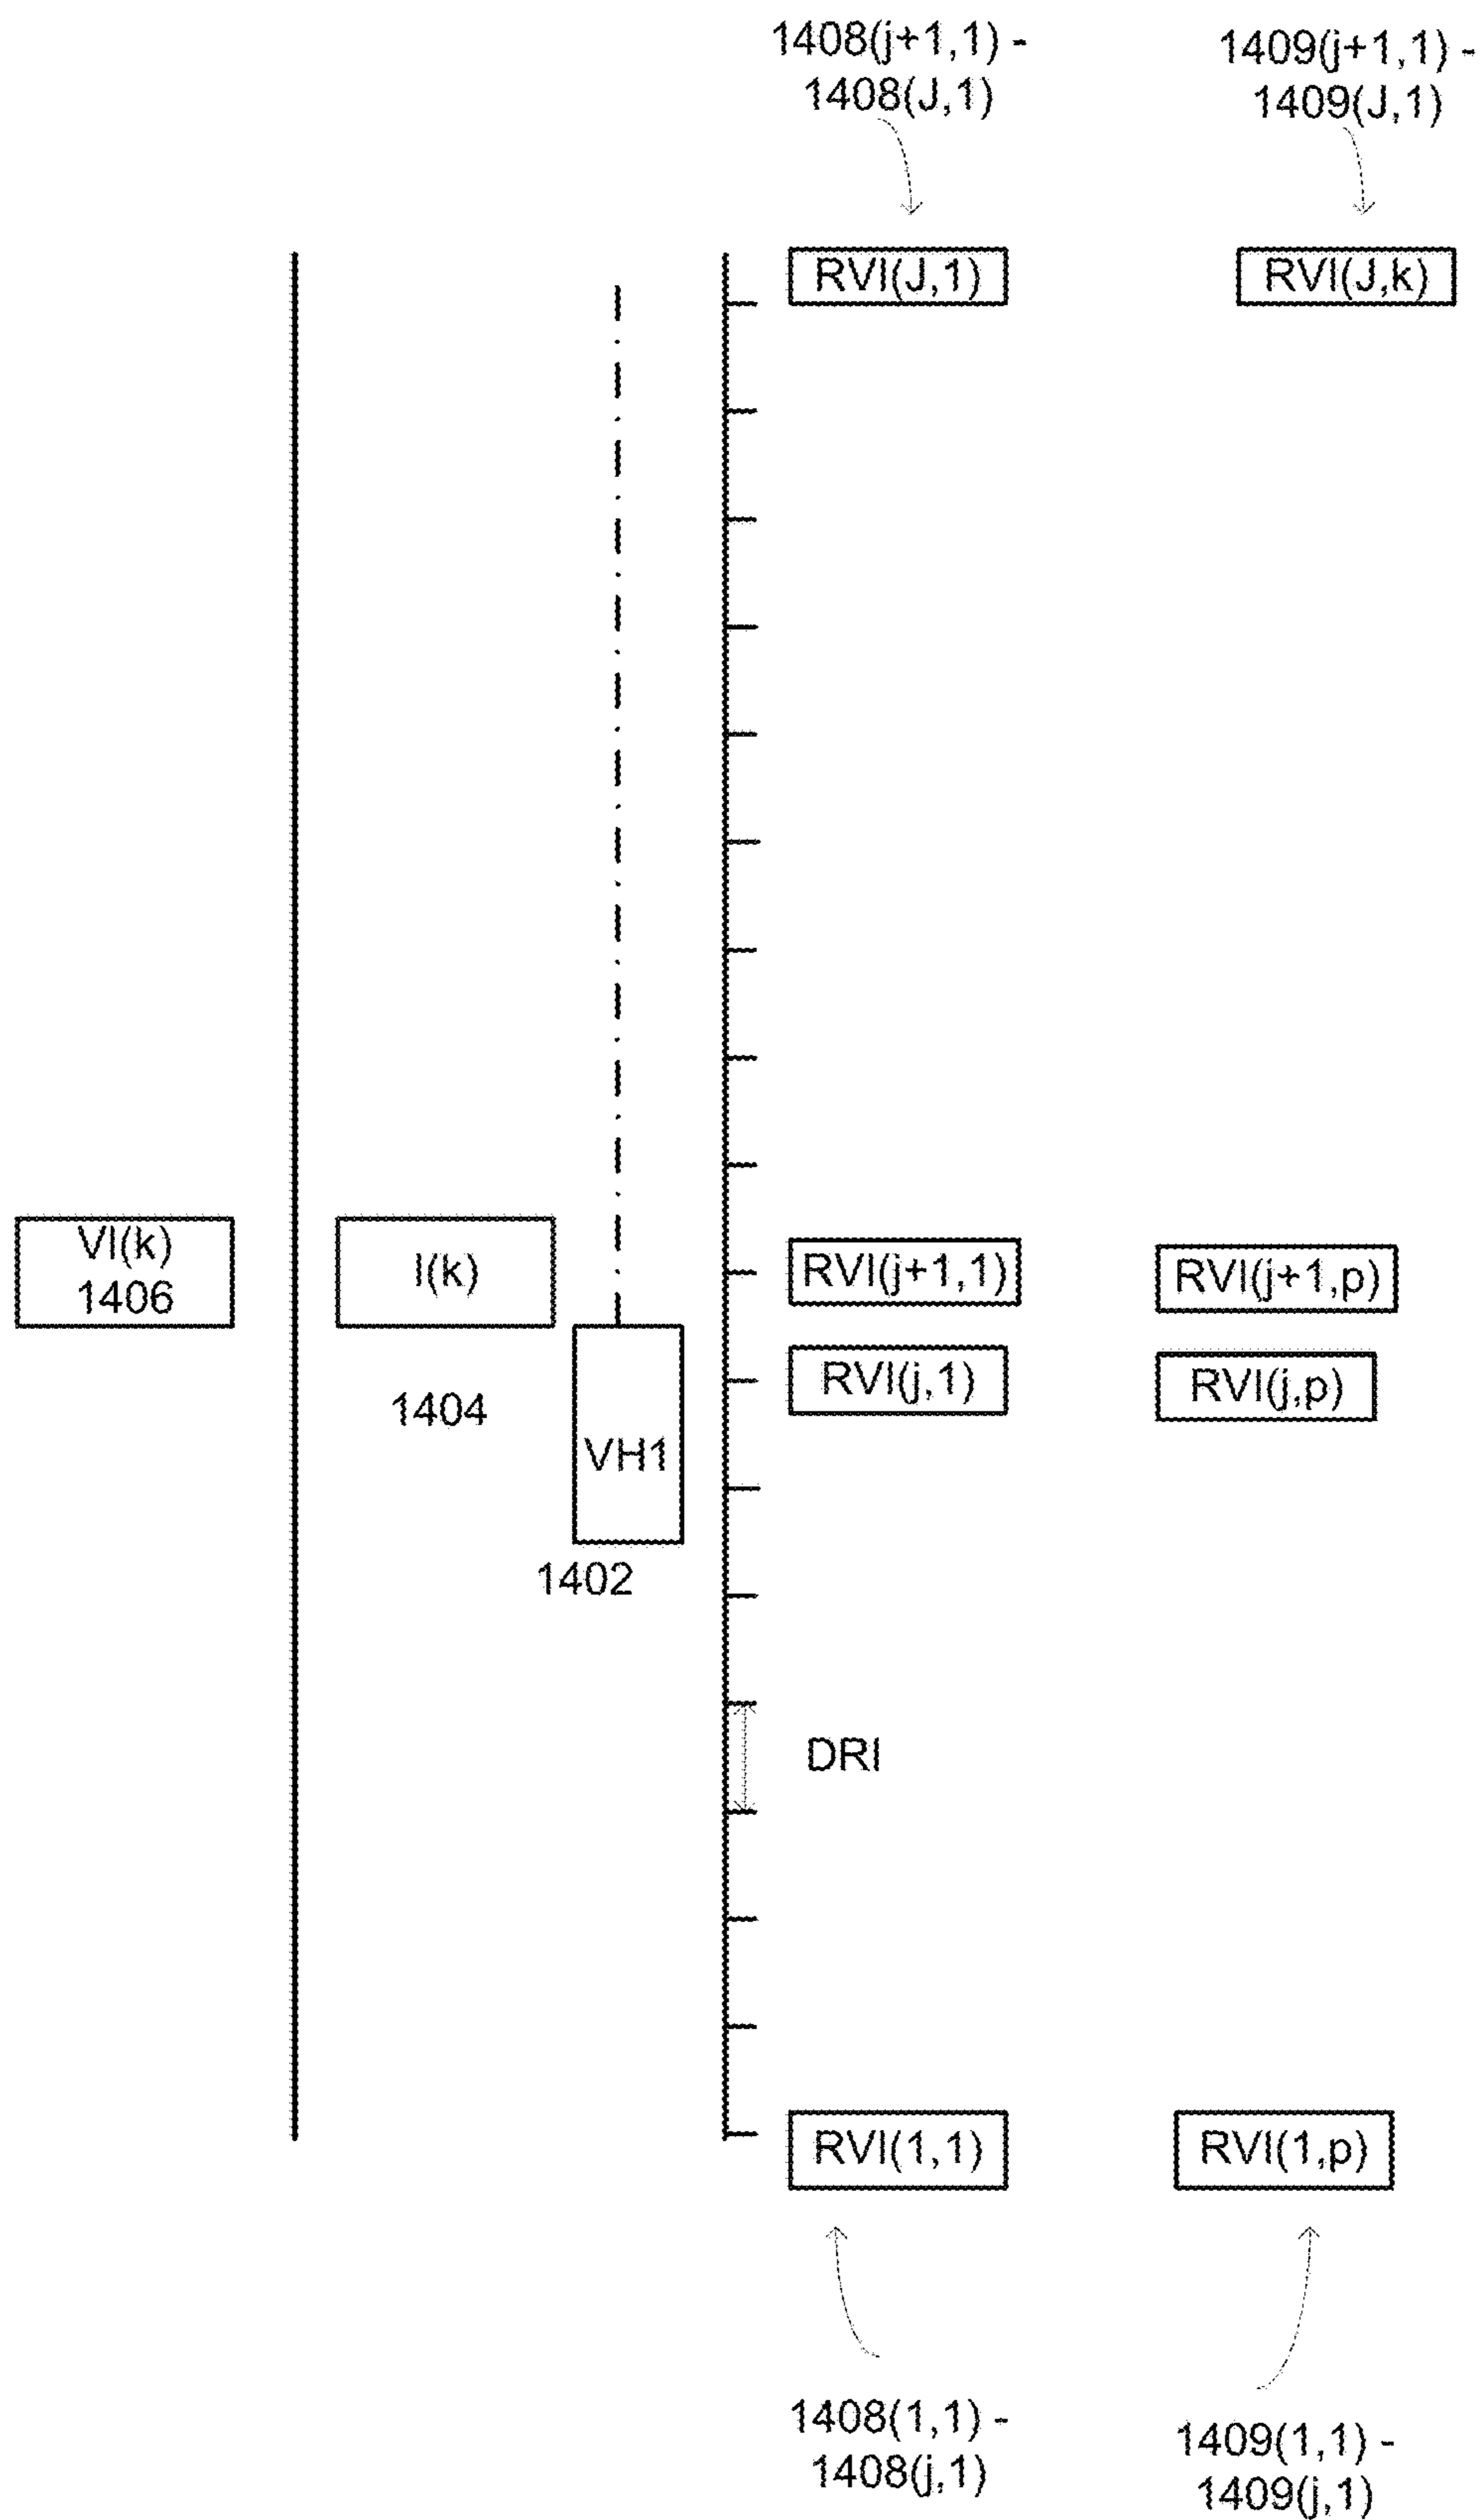 1408(j+1,1) -
1408(J,1)
1409(j+1,1) -
1409(J,1)
RVI(J,1)
RVI(J,k)
VI(k)
1406
I(k)
RVI(j+1,1)
RVI(j+1,p)
1404
RVI(j,1)
RVI(j,p)
VH1
1402
DRI
RVI(1,1)
RVI(1,p)
1408(1,1) -
1408(j,1)
1409(1,1) -
1409(j,1)